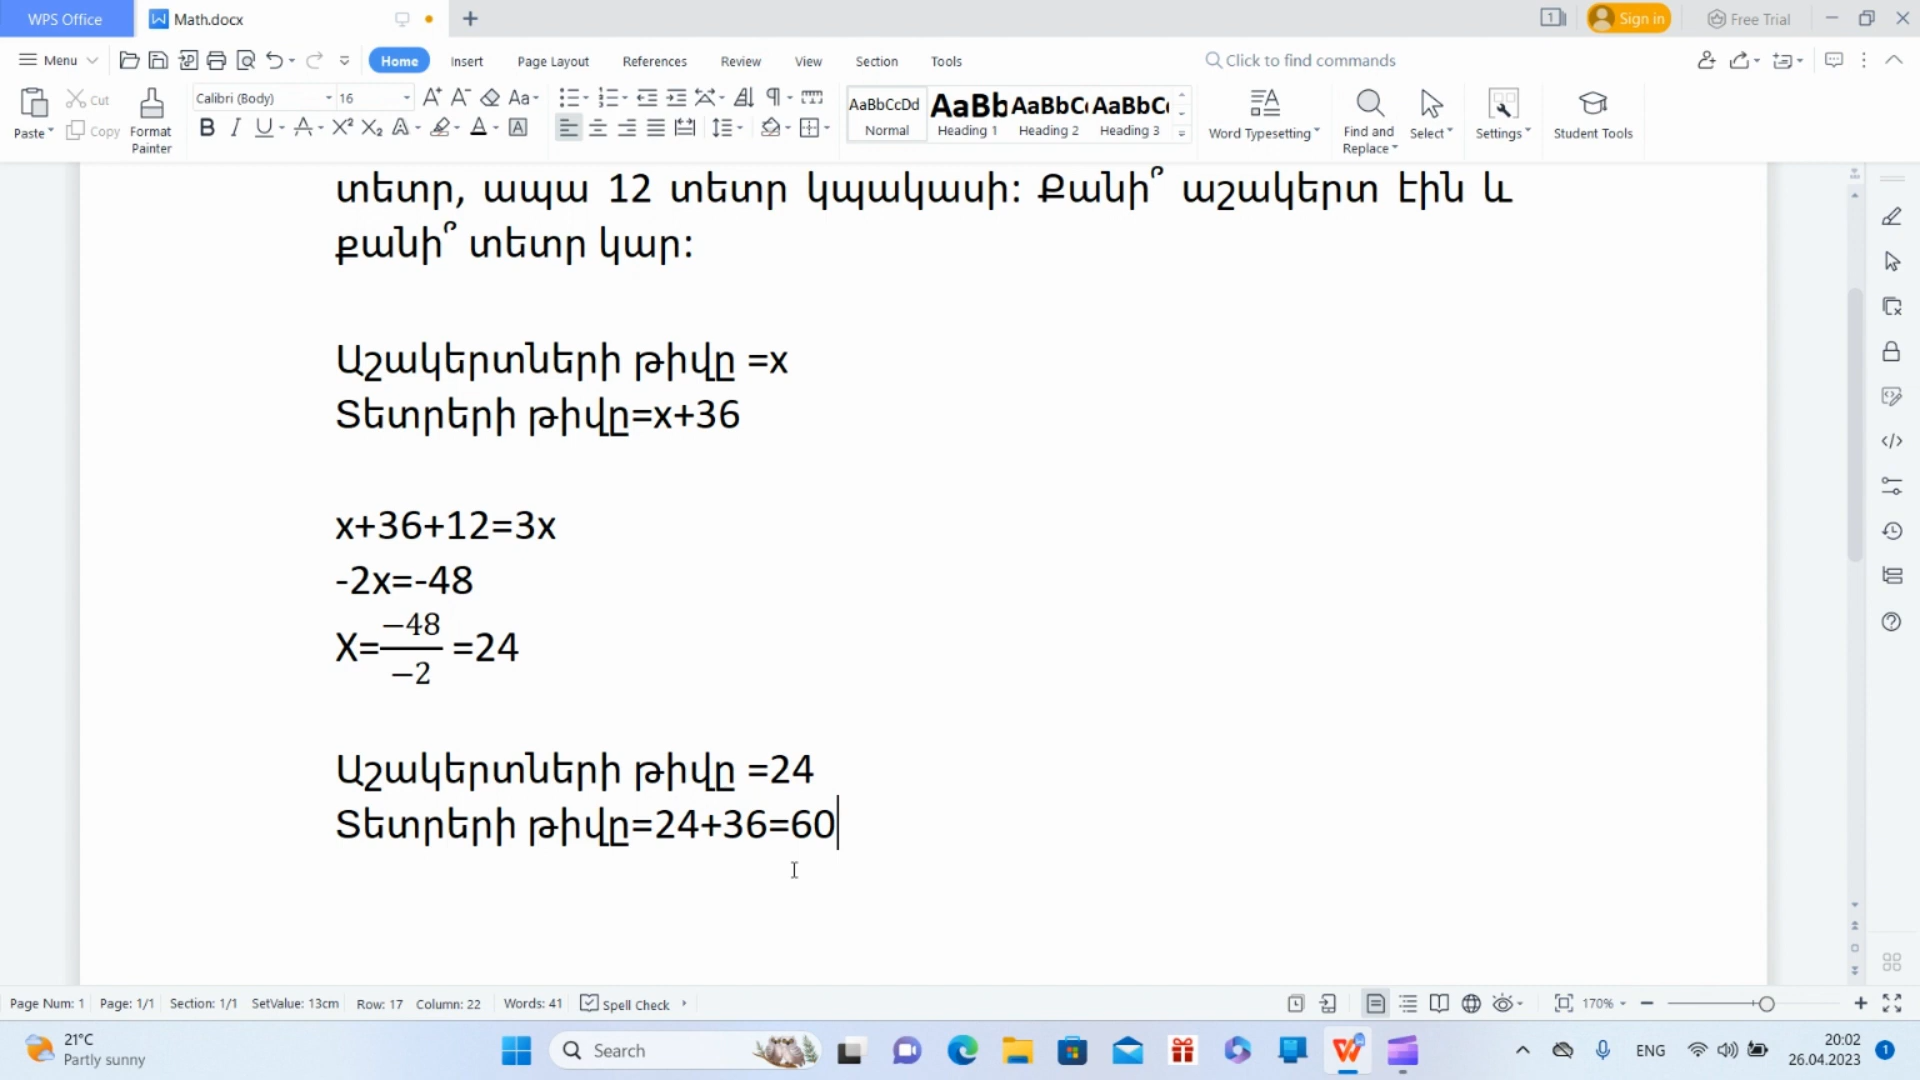 WPS Office
Math.docx
1
Sign in
Free Trial
Menu
Home
Insert
Page Layout
References
Review
View
Section
Tools
Click to find commands
Paste
Cut
Copy
Format
Painter
Calibri (Body)
16
AaBbCcDd
Normal
AaBb
Heading 1
AaBbC
Heading 2
AaBbC
Heading 3
Word Typesetting
Find and
Replace
Select
Settings
Student Tools
տետր, ապա 12 տետր կպակասի։ Քանի՞ աշակերտ էին և
քանի՞ տետր կար։
Աշակերտների թիվը =x
Տետրերի թիվը=x+36
x+36+12=3x
-2x=-48
X=−48/−2 =24
Աշակերտների թիվը =24
Տետրերի թիվը=24+36=60
Page Num: 1
Page: 1/1
Section: 1/1
SetValue: 13cm
Row: 17
Column: 22
Words: 41
Spell Check
170%
21°C
Partly sunny
Search
ENG
20:02
26.04.2023
1